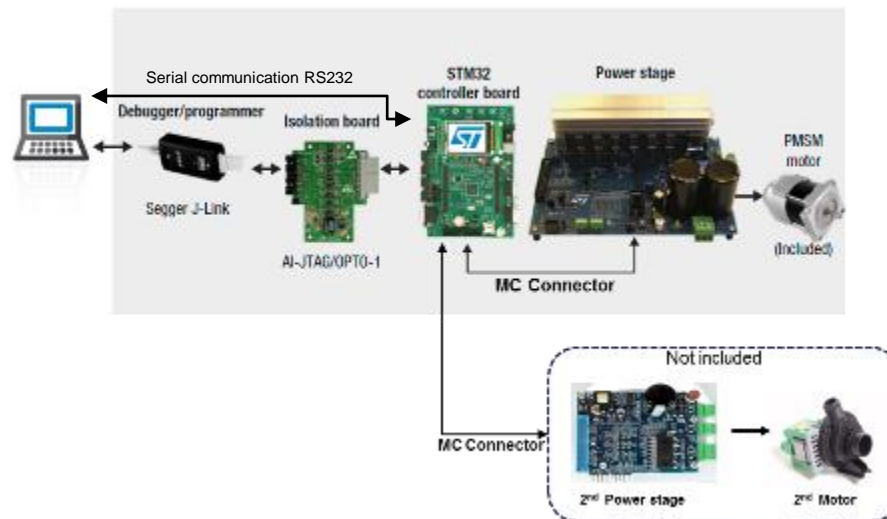 Serial communication RS232
STM32
controller board
Power stage
Debugger/programmer
Isolation board
PMSM
motor
Segger J-Link
(Included)
AI-JTAG/OPTO-1
MC Connector
Not included
MC Connector
2nd Power stage
2nd Motor